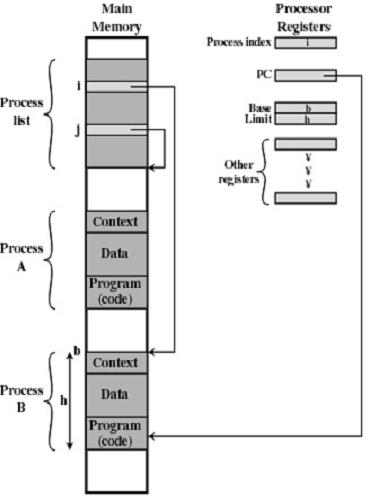 Main
Memory
Processor
Registers
Process index
i
i
PC
Process
list
j
Base
b
Limit
h
Other
registers
¥
¥
¥
Context
Process
A
Data
Program
(code)
b
Context
Process
B
h
Data
Program
(code)